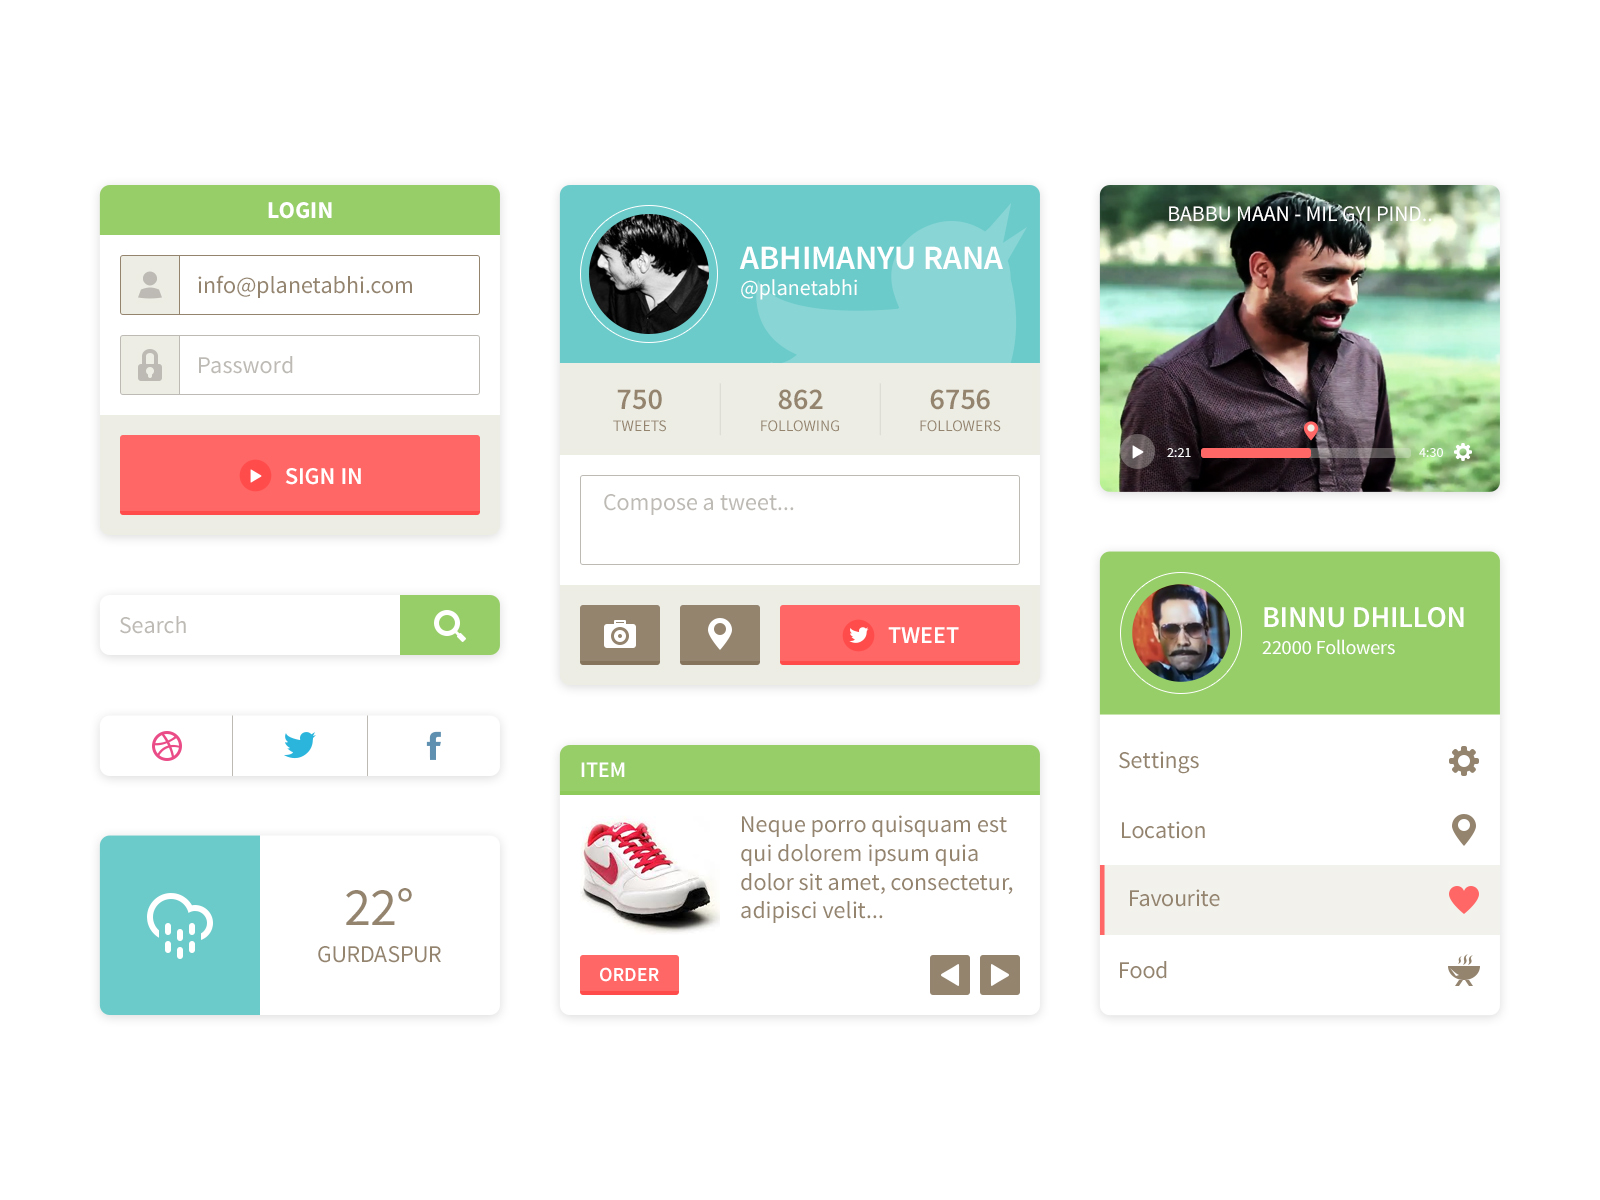 LOGIN
info@planetabhi.com
Password
SIGN IN
Search
22°
GURDASPUR
ABHIMANYU RANA
@planetabhi
750
TWEETS
862
FOLLOWING
6756
FOLLOWERS
Compose a tweet...
TWEET
ITEM
Neque porro quisquam est
qui dolorem ipsum quia
dolor sit amet, consectetur,
adipisci velit...
ORDER
BABBU MAAN - MIL GYI PIND..
2:21
4:30
BINNU DHILLON
22000 Followers
Settings
Location
Favourite
Food